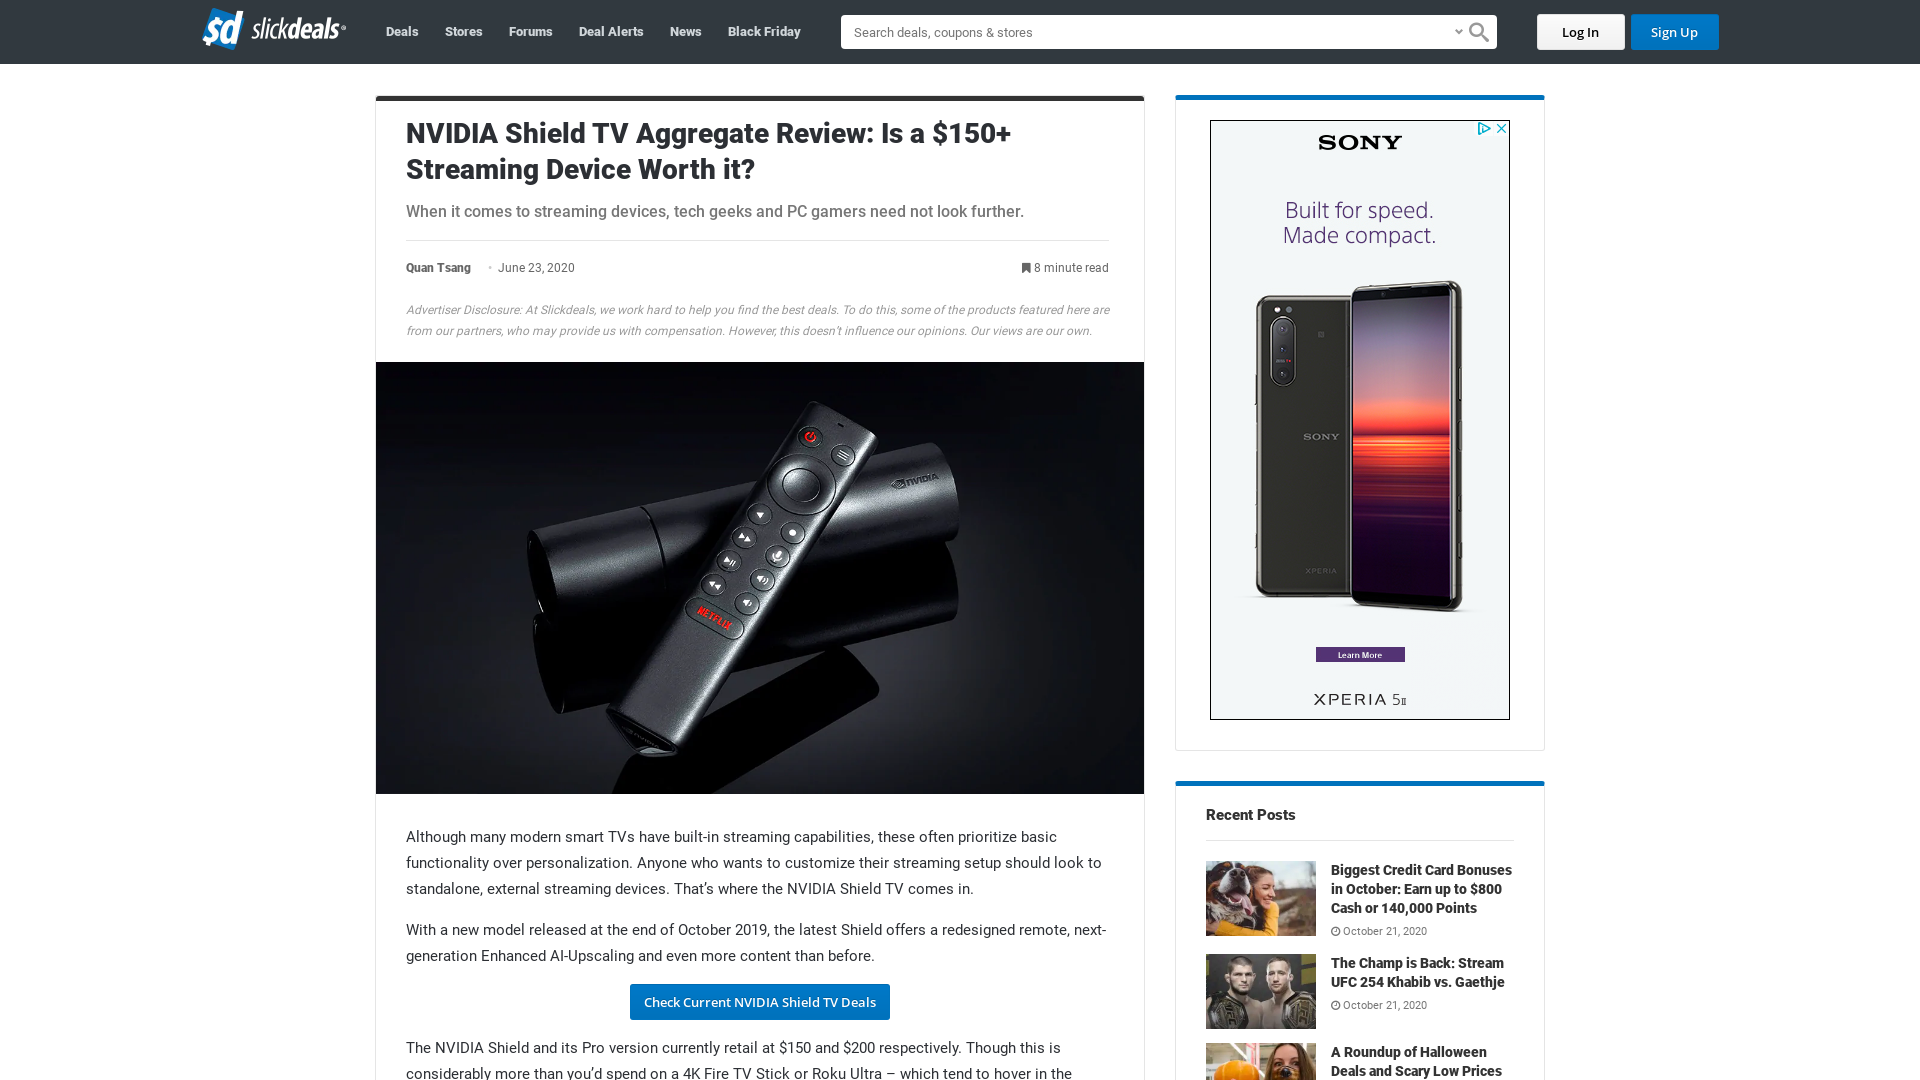 sd slickdeals
Deals
Stores
Forums
Deal Alerts
News
Black Friday
Search deals, coupons & stores
Log In
Sign Up
NVIDIA Shield TV Aggregate Review: Is a $150+
Streaming Device Worth it?
When it comes to streaming devices, tech geeks and PC gamers need not look further.
Quan Tsang • June 23, 2020
8 minute read
Advertiser Disclosure: At Slickdeals, we work hard to help you find the best deals. To do this, some of the products featured here are
from our partners, who may provide us with compensation. However, this doesn't influence our opinions. Our views are our own.
NVIDIA
NETFLIX
Although many modern smart TVs have built-in streaming capabilities, these often prioritize basic
functionality over personalization. Anyone who wants to customize their streaming setup should look to
standalone, external streaming devices. That’s where the NVIDIA Shield TV comes in.
With a new model released at the end of October 2019, the latest Shield offers a redesigned remote, next-
generation Enhanced AI-Upscaling and even more content than before.
Check Current NVIDIA Shield TV Deals
The NVIDIA Shield and its Pro version currently retail at $150 and $200 respectively. Though this is
considerably more than you’d spend on a 4K Fire TV Stick or Roku Ultra – which tend to hover in the
SONY
Built for speed.
Made compact.
SONY
XPERIA
Learn More
XPERIA 5II
Recent Posts
Biggest Credit Card Bonuses
in October: Earn up to $800
Cash or 140,000 Points
October 21, 2020
The Champ is Back: Stream
UFC 254 Khabib vs. Gaethje
October 21, 2020
A Roundup of Halloween
Deals and Scary Low Prices